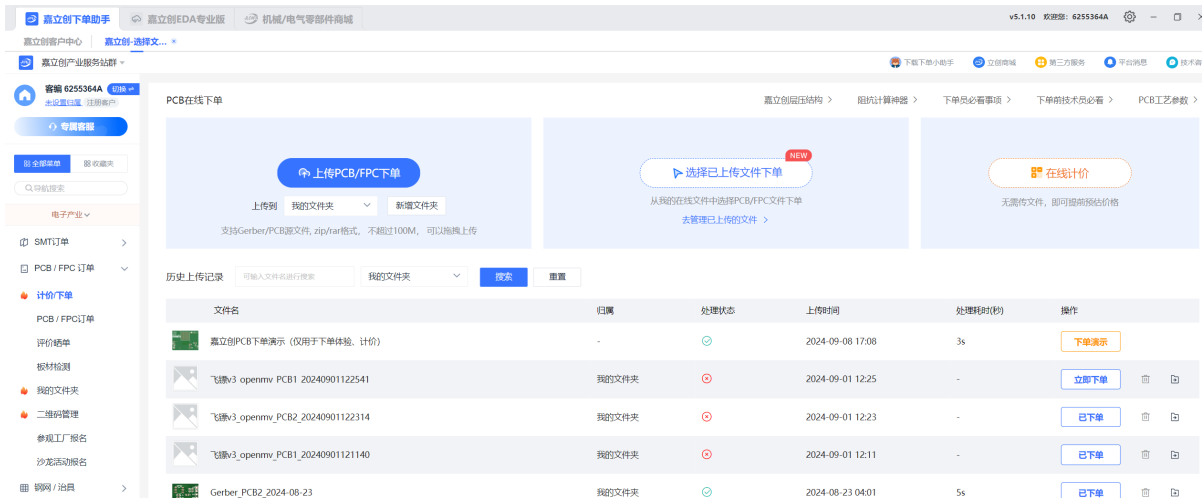 嘉立创下单助手 嘉立创EDA专业版 机械/电气零部件商城 v5.1.10 欢迎您：6255364A
嘉立创客户中心 嘉立创-选择文...
嘉立创产业服务站群 下载下单小助手 立创商城 第三方服务 平台消息
客编 6255364A 切换
未设置归属 注册客户
专属客服
全部菜单 收藏夹
导航搜索
电子产业
SMT订单
PCB / FPC 订单
计价/下单
PCB / FPC订单
评价晒单
板材检测
我的文件夹
二维码管理
参观工厂报名
沙龙活动报名
钢网 / 治具
PCB在线下单 嘉立创层压结构 > 阻抗计算神器 > 下单员必看事项 > 下单前技术员必看 > PCB工艺参数 >
上传PCB/FPC下单
上传到 我的文件夹 新增文件夹
支持Gerber/PCB源文件, zip/rar格式， 不超过100M， 可以拖拽上传
NEW
选择已上传文件下单
从我的在线文件中选择PCB/FPC文件下单
去管理已上传的文件 >
在线计价
无需传文件，即可提前预估价格
历史上传记录 可输入文件名进行搜索 我的文件夹 搜索 重置
文件名 归属 处理状态 上传时间 处理耗时(秒) 操作
嘉立创PCB下单演示（仅用于下单体验、计价） - 2024-09-08 17:08 3s 下单演示
飞镖v3_openmv_PCB1_20240901122541 我的文件夹 2024-09-01 12:25 - 立即下单
飞镖v3_openmv_PCB2_20240901122314 我的文件夹 2024-09-01 12:23 - 已下单
飞镖v3_openmv_PCB1_20240901121140 我的文件夹 2024-09-01 12:11 - 已下单
Gerber_PCB2_2024-08-23 我的文件夹 2024-08-23 04:01 5s 已下单